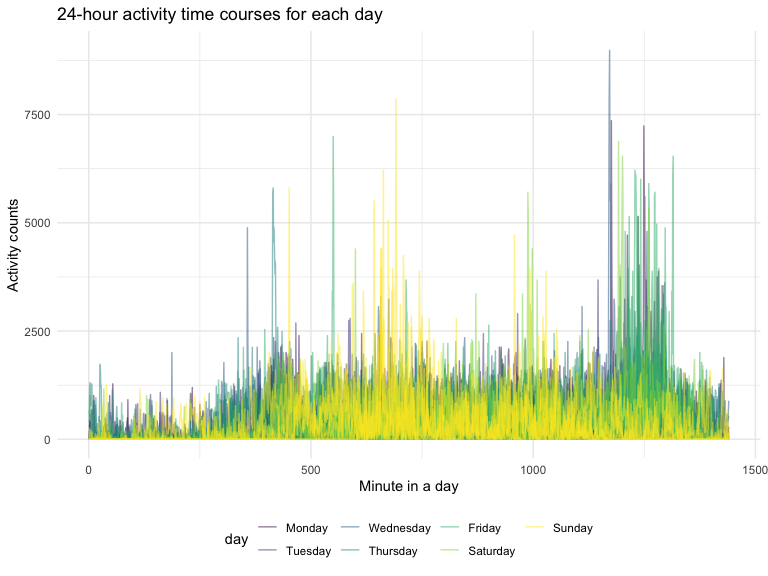 24-hour activity time courses for each day
Activity counts
7500
5000
2500
0
0 500 1000 1500
Minute in a day
day
Monday Wednesday Friday Sunday
Tuesday Thursday Saturday